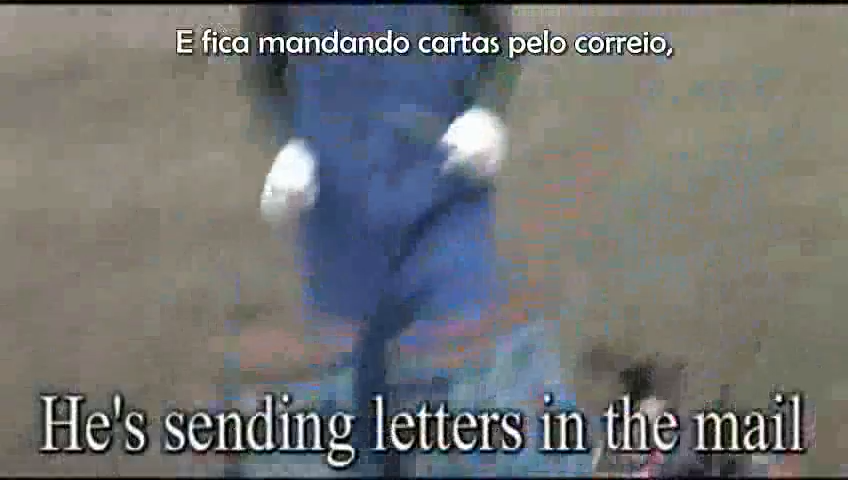 E fica mandando cartas pelo correio,
He's sending letters in the mail